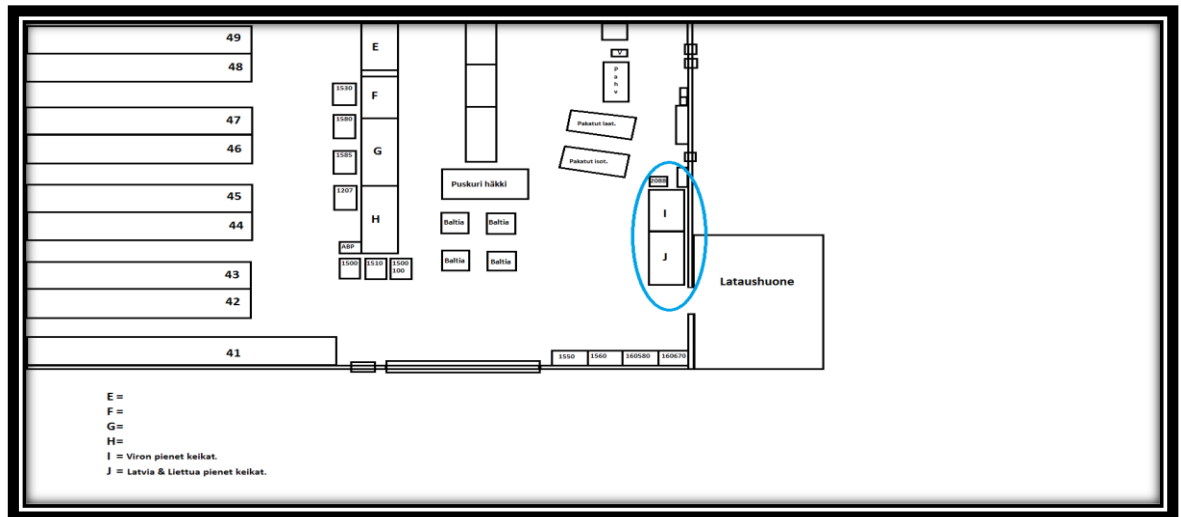 49
48
47
46
45
44
43
42
41
E
F
G
H
1530
1580
1585
1207
ABP
1500
1510
1500
100
Puskuri häkki
Baltia
Baltia
Baltia
Baltia
V
P
a
h
v
Pakatut laat.
Pakatut isot.
2088
I
J
Lataushuone
1550
1560
160580
160670
E =
F =
G=
H=
I = Viron pienet keikat.
J = Latvia & Liettua pienet keikat.